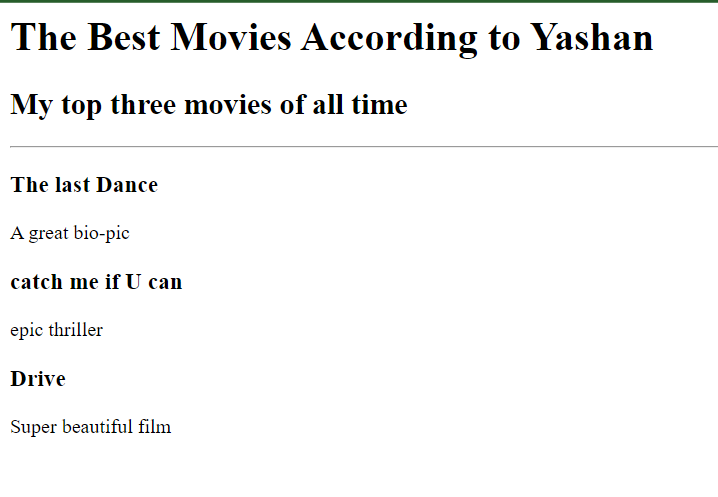 The Best Movies According to Yashan
My top three movies of all time
The last Dance
A great bio-pic
catch me if U can
epic thriller
Drive
Super beautiful film